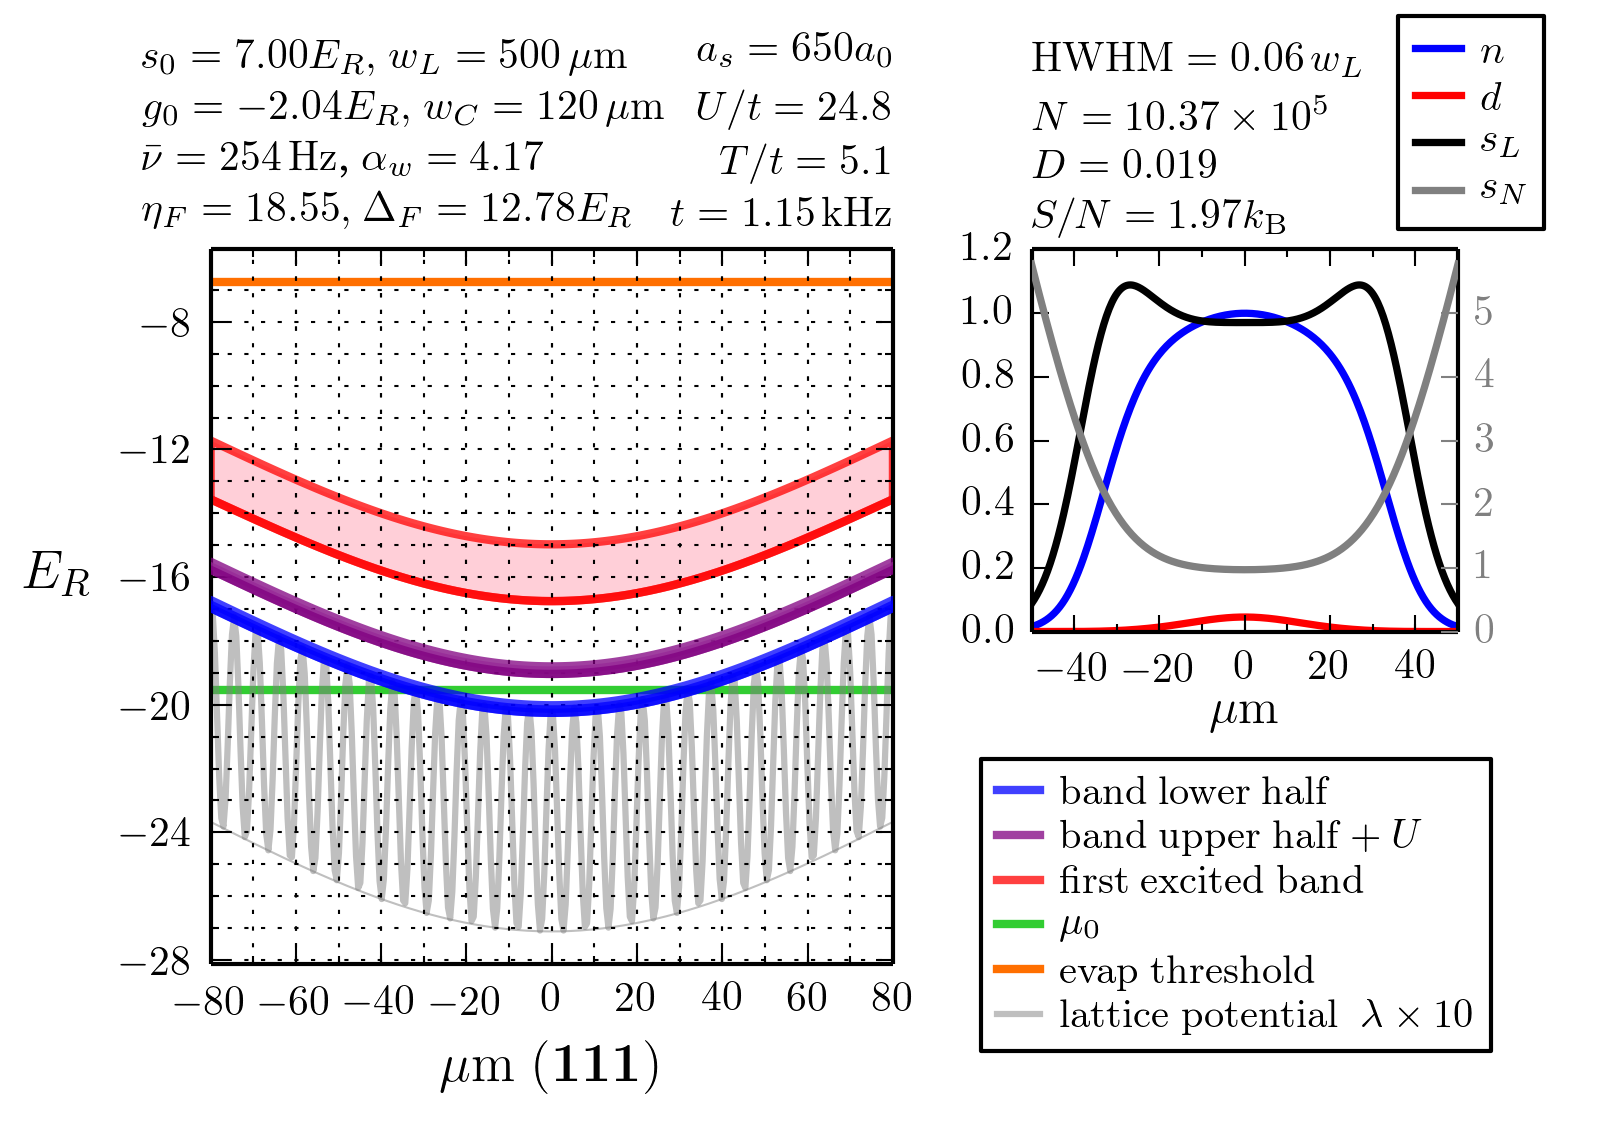 s₀ = 7.00E_R, w_L = 500 μm
g₀ = −2.04E_R, w_C = 120 μm
ν̄ = 254 Hz, α_w = 4.17
η_F = 18.55, Δ_F = 12.78E_R
a_s = 650a₀
U/t = 24.8
T/t = 5.1
t = 1.15 kHz
HWHM = 0.06 w_L
N = 10.37 × 10⁵
D = 0.019
S/N = 1.97k_B
n
d
s_L
s_N
E_R
−8
−12
−16
−20
−24
−28
−80 −60 −40 −20 0 20 40 60 80
μm (111)
1.2
1.0
0.8
0.6
0.4
0.2
0.0
5
4
3
2
1
0
−40 −20 0 20 40
μm
band lower half
band upper half + U
first excited band
μ₀
evap threshold
lattice potential λ × 10